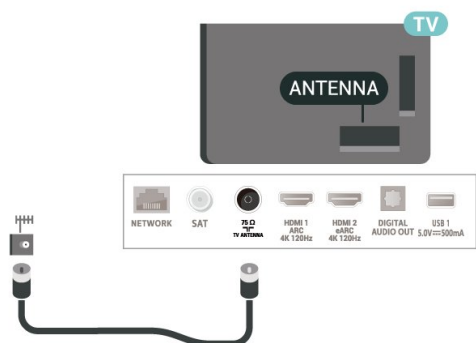 TV
ANTENNA
NETWORK
SAT
75 Ω
TV ANTENNA
HDMI 1
ARC
4K 120Hz
HDMI 2
eARC
4K 120Hz
DIGITAL
AUDIO OUT
USB 1
5.0V⎓500mA